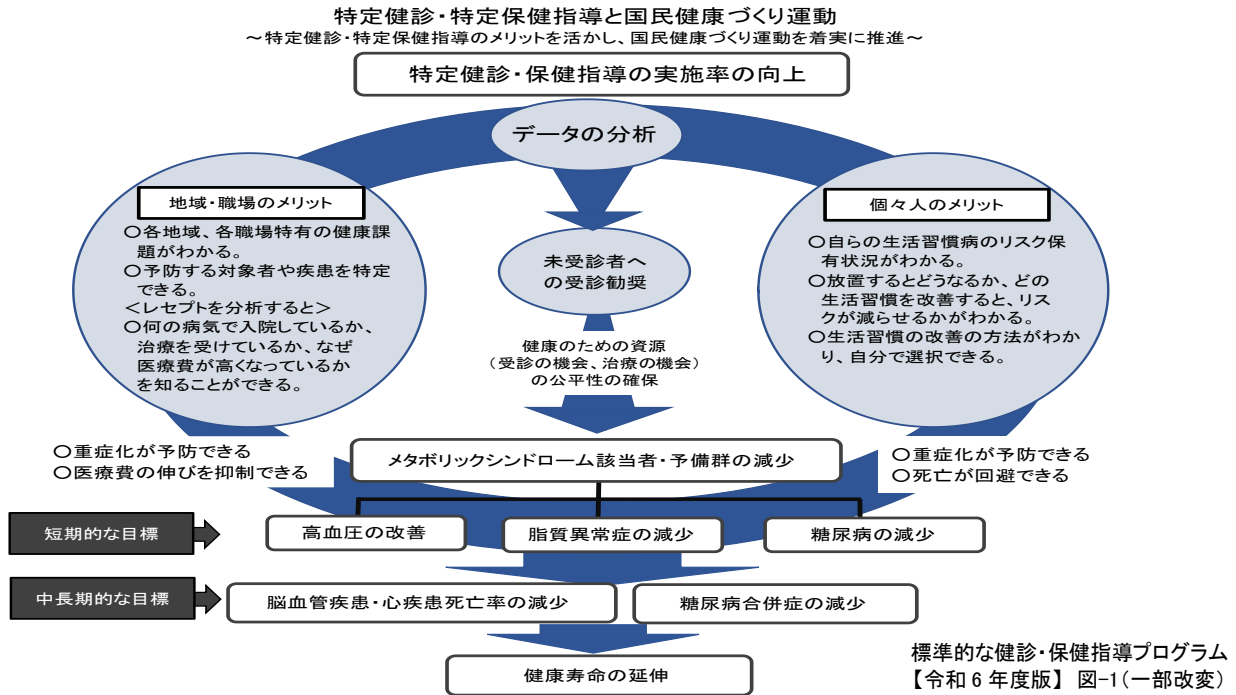 特定健診・特定保健指導と国民健康づくり運動
～特定健診・特定保健指導のメリットを活かし、国民健康づくり運動を着実に推進～
特定健診・保健指導の実施率の向上
データの分析
地域・職場のメリット
〇各地域、各職場特有の健康課
題がわかる。
〇予防する対象者や疾患を特定
できる。
＜レセプトを分析すると＞
〇何の病気で入院しているか、
治療を受けているか、なぜ
医療費が高くなっているか
を知ることができる。
未受診者へ
の受診勧奨
個々人のメリット
〇自らの生活習慣病のリスク保
有状況がわかる。
〇放置するとどうなるか、どの
生活習慣を改善すると、リス
クが減らせるかがわかる。
〇生活習慣の改善の方法がわか
り、自分で選択できる。
健康のための資源
（受診の機会、治療の機会）
の公平性の確保
〇重症化が予防できる
〇医療費の伸びを抑制できる
メタボリックシンドローム該当者・予備群の減少
〇重症化が予防できる
〇死亡が回避できる
短期的な目標
高血圧の改善
脂質異常症の減少
糖尿病の減少
中長期的な目標
脳血管疾患・心疾患死亡率の減少
糖尿病合併症の減少
健康寿命の延伸
標準的な健診・保健指導プログラム
【令和6年度版】 図-1（一部改変）